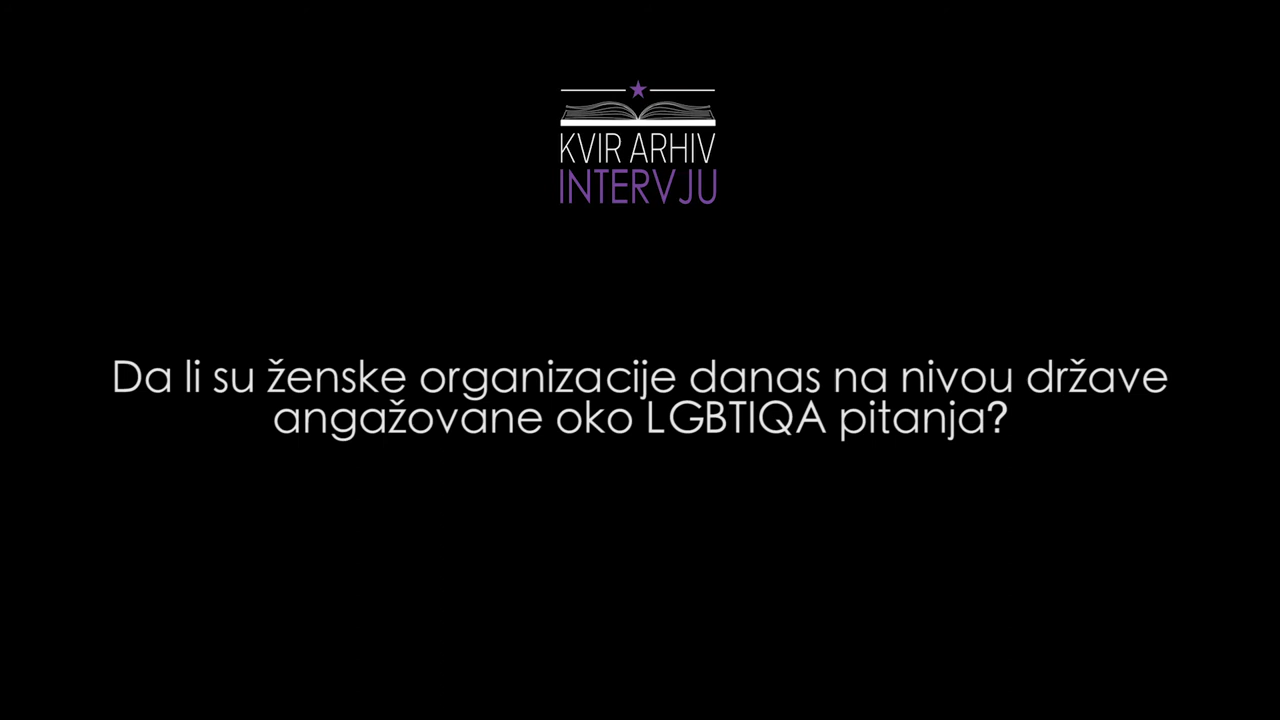 KVIR ARHIV
INTERVJU
Da li su ženske organizacije danas na nivou države
angažovane oko LGBTIQA pitanja?